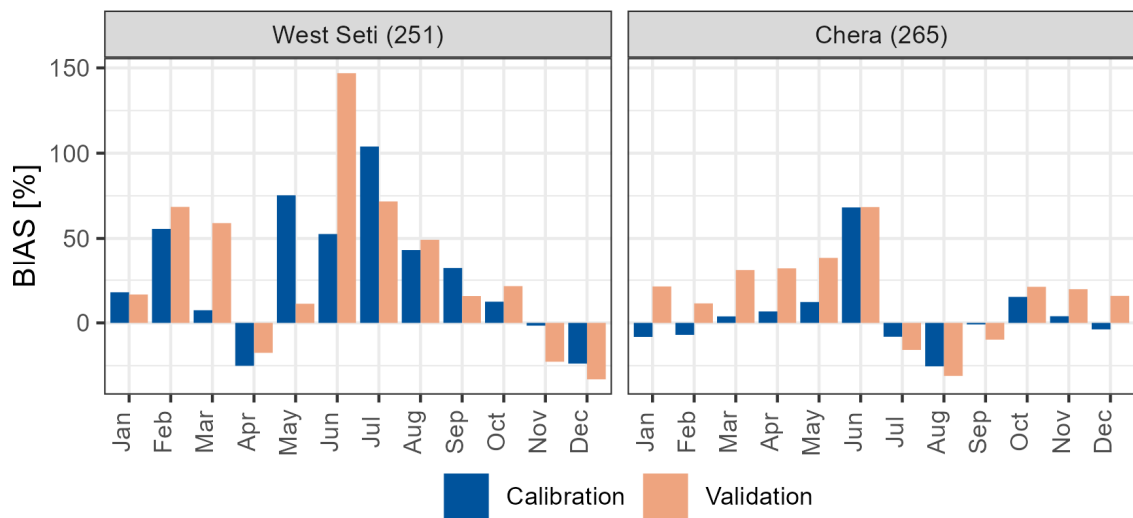 West Seti (251)
Chera (265)
BIAS [%]
150
100
50
0
Jan Feb Mar Apr May Jun Jul Aug Sep Oct Nov Dec
Jan Feb Mar Apr May Jun Jul Aug Sep Oct Nov Dec
Calibration
Validation